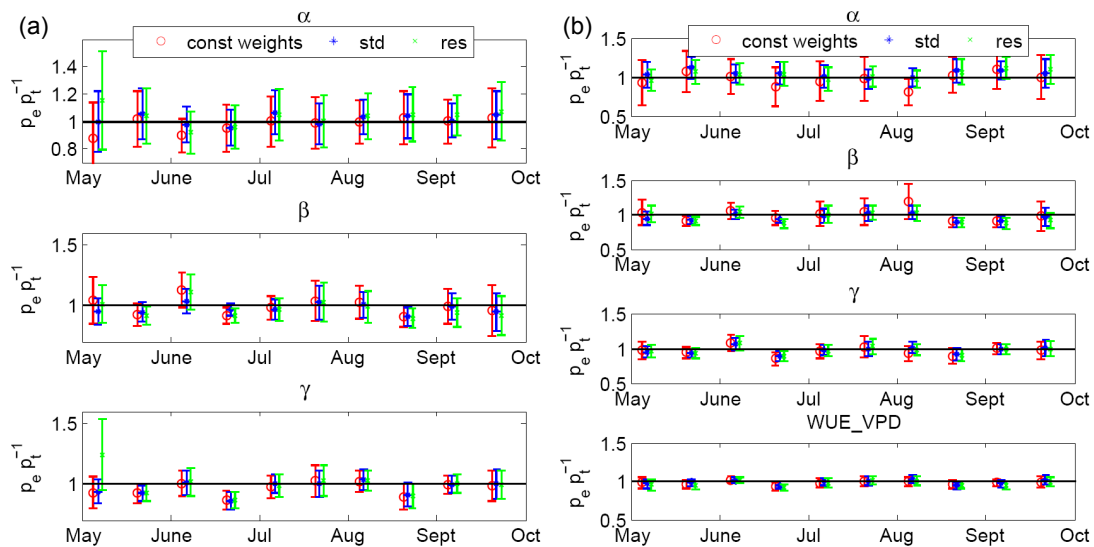 (a)
α
const weights std res
1.4
1.2
1
0.8
p_e p_t^-1
May June Jul Aug Sept Oct
β
1.5
1
p_e p_t^-1
May June Jul Aug Sept Oct
γ
1.5
1
p_e p_t^-1
May June Jul Aug Sept Oct
(b)
α
const weights std res
1.5
1
0.5
p_e p_t^-1
May June Jul Aug Sept Oct
β
1.5
1
0.5
p_e p_t^-1
May June Jul Aug Sept Oct
γ
1.5
1
0.5
p_e p_t^-1
May June Jul Aug Sept Oct
WUE_VPD
1.5
1
0.5
p_e p_t^-1
May June Jul Aug Sept Oct